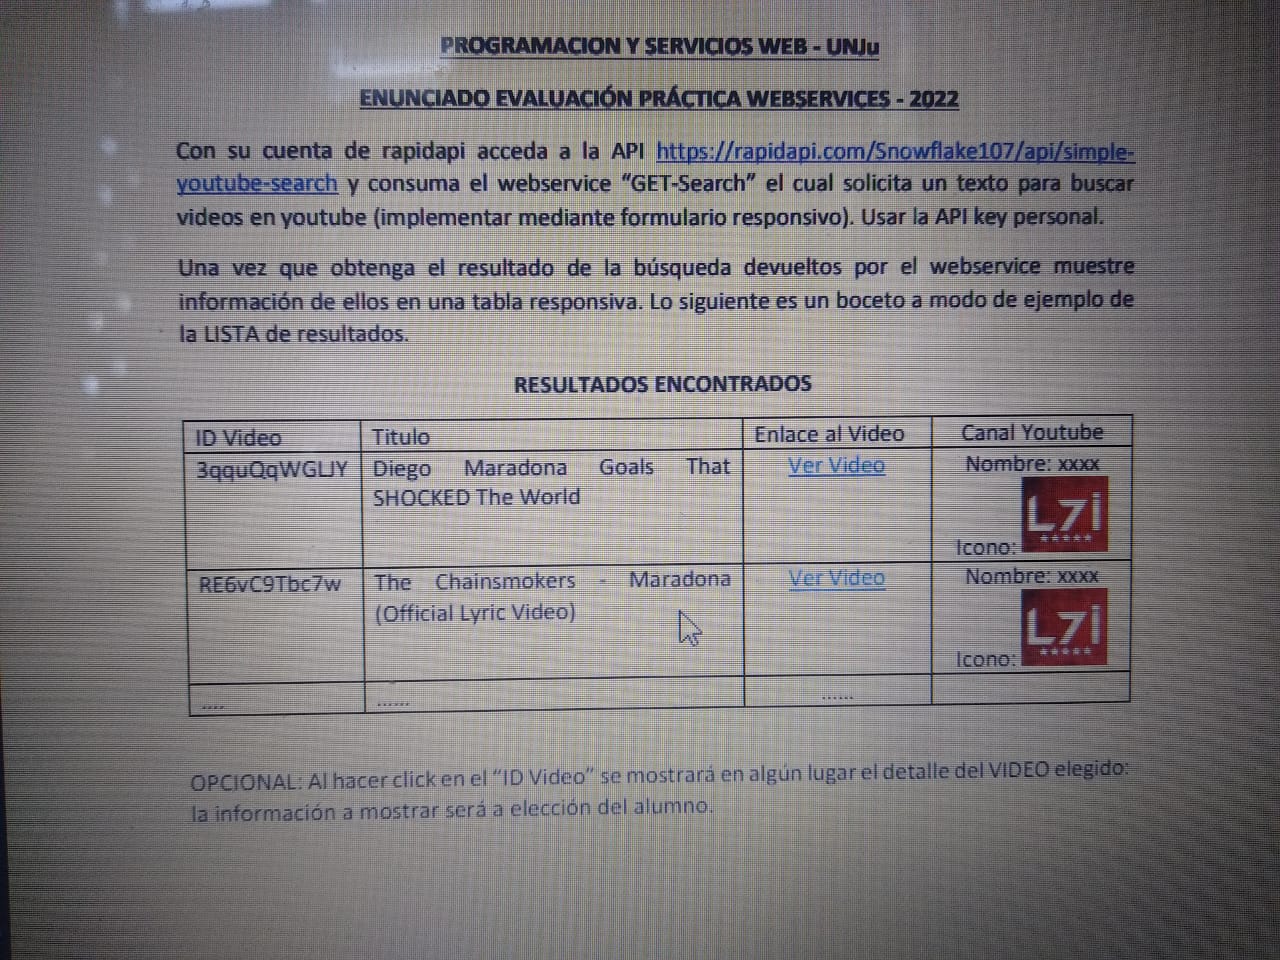 PROGRAMACION Y SERVICIOS WEB - UNJu
ENUNCIADO EVALUACIÓN PRÁCTICA WEBSERVICES - 2022
Con su cuenta de rapidapi acceda a la API https://rapidapi.com/Snowflake107/api/simple-
youtube-search y consuma el webservice “GET-Search” el cual solicita un texto para buscar
videos en youtube (implementar mediante formulario responsivo). Usar la API key personal.
Una vez que obtenga el resultado de la búsqueda devueltos por el webservice muestre
información de ellos en una tabla responsiva. Lo siguiente es un boceto a modo de ejemplo de
la LISTA de resultados.
RESULTADOS ENCONTRADOS
ID Video Titulo Enlace al Video Canal Youtube
3qquQqWGLJY Diego Maradona Goals That Ver Video Nombre: xxxx
SHOCKED The World
L7i
Icono:
RE6vC9Tbc7w The Chainsmokers - Maradona Ver Video Nombre: xxxx
(Official Lyric Video)
L7i
Icono:
.... ...... ......
OPCIONAL: Al hacer click en el “ID Video” se mostrará en algún lugar el detalle del VIDEO elegido:
la información a mostrar será a elección del alumno.